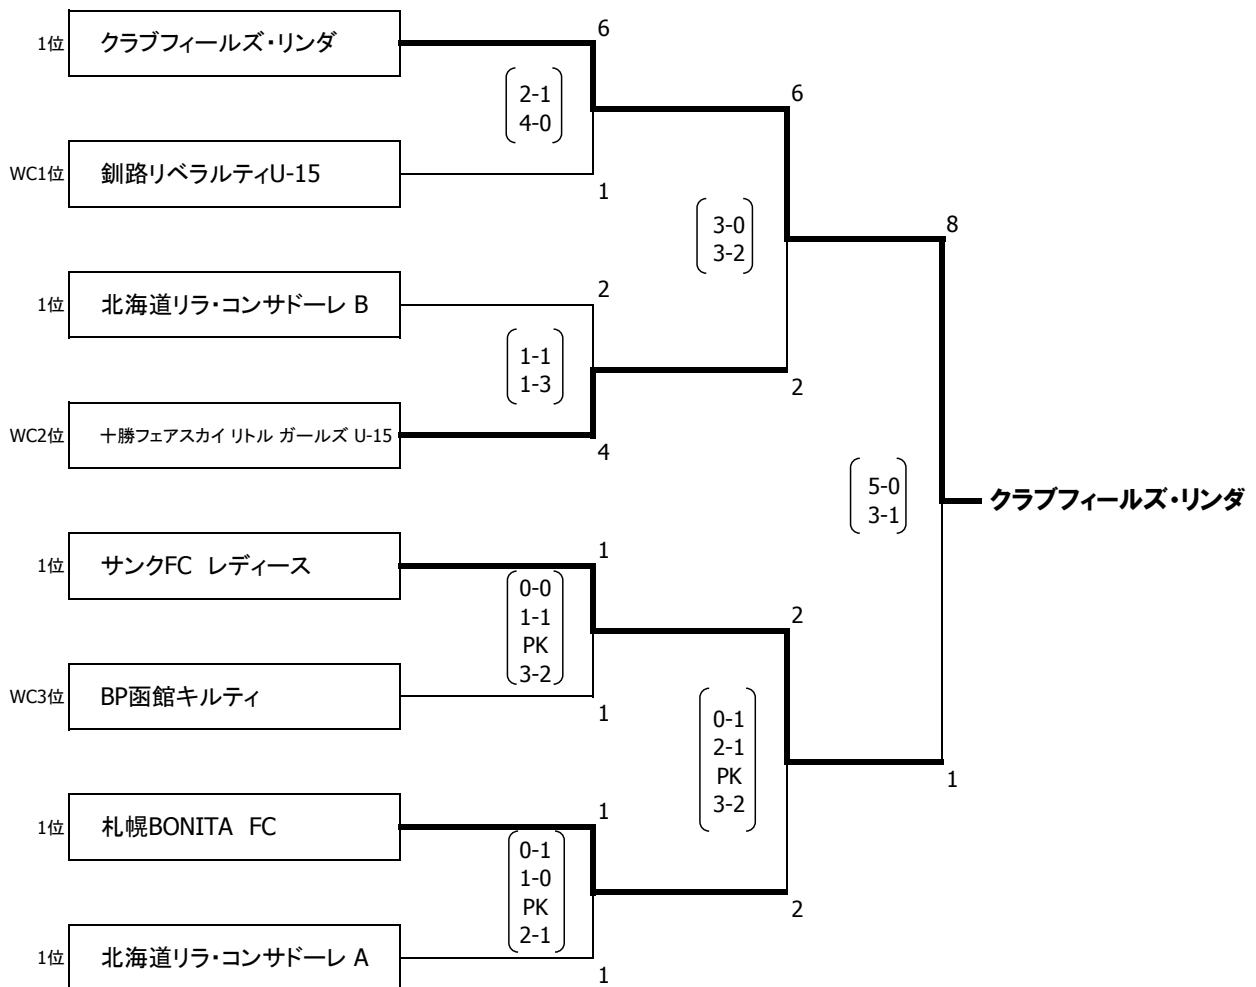 1位 クラブフィールズ・リンダ
6
2-1
4-0
WC1位 釧路リベラルティU-15
1
6
3-0
3-2
1位 北海道リラ・コンサドーレ B
2
1-1
1-3
WC2位 十勝フェアスカイ リトル ガールズ U-15
4
2
8
5-0
3-1
クラブフィールズ・リンダ
1位 サンクFC レディース
1
0-0
1-1
PK
3-2
WC3位 BP函館キルティ
1
2
0-1
2-1
PK
3-2
1
1位 札幌BONITA FC
1
0-1
1-0
PK
2-1
2
1位 北海道リラ・コンサドーレ A
1